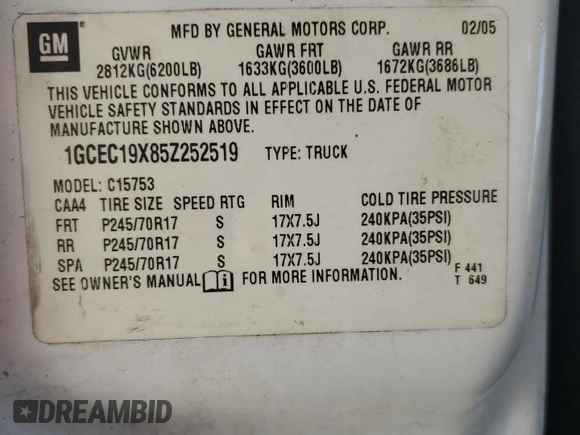 GM
MFD BY GENERAL MOTORS CORP. 02/05
GVWR GAWR FRT GAWR RR
2812KG(6200LB) 1633KG(3600LB) 1672KG(3686LB)
THIS VEHICLE CONFORMS TO ALL APPLICABLE U.S. FEDERAL MOTOR
VEHICLE SAFETY STANDARDS IN EFFECT ON THE DATE OF
MANUFACTURE SHOWN ABOVE.
1GCEC19X85Z252519 TYPE: TRUCK
MODEL: C15753
CAA4 TIRE SIZE SPEED RTG RIM COLD TIRE PRESSURE
FRT P245/70R17 S 17X7.5J 240KPA(35PSI)
RR P245/70R17 S 17X7.5J 240KPA(35PSI)
SPA P245/70R17 S 17X7.5J 240KPA(35PSI)
SEE OWNER'S MANUAL FOR MORE INFORMATION.
F 441
T 649
DREAMBID